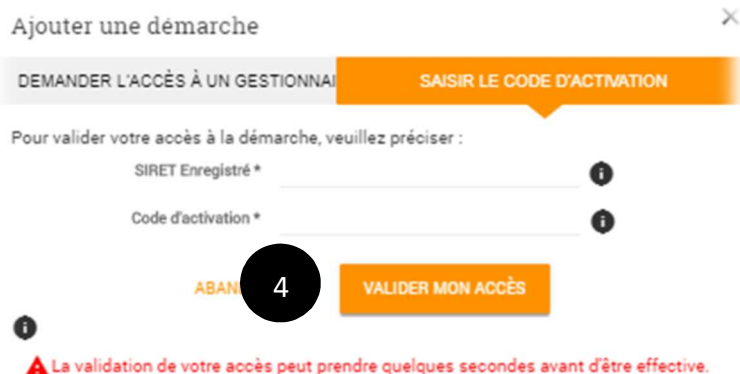 Ajouter une démarche
DEMANDER L'ACCÈS À UN GESTIONNAI
SAISIR LE CODE D'ACTIVATION
Pour valider votre accès à la démarche, veuillez préciser :
SIRET Enregistré *
Code d'activation *
ABAN
4
VALIDER MON ACCÈS
La validation de votre accès peut prendre quelques secondes avant d'être effective.